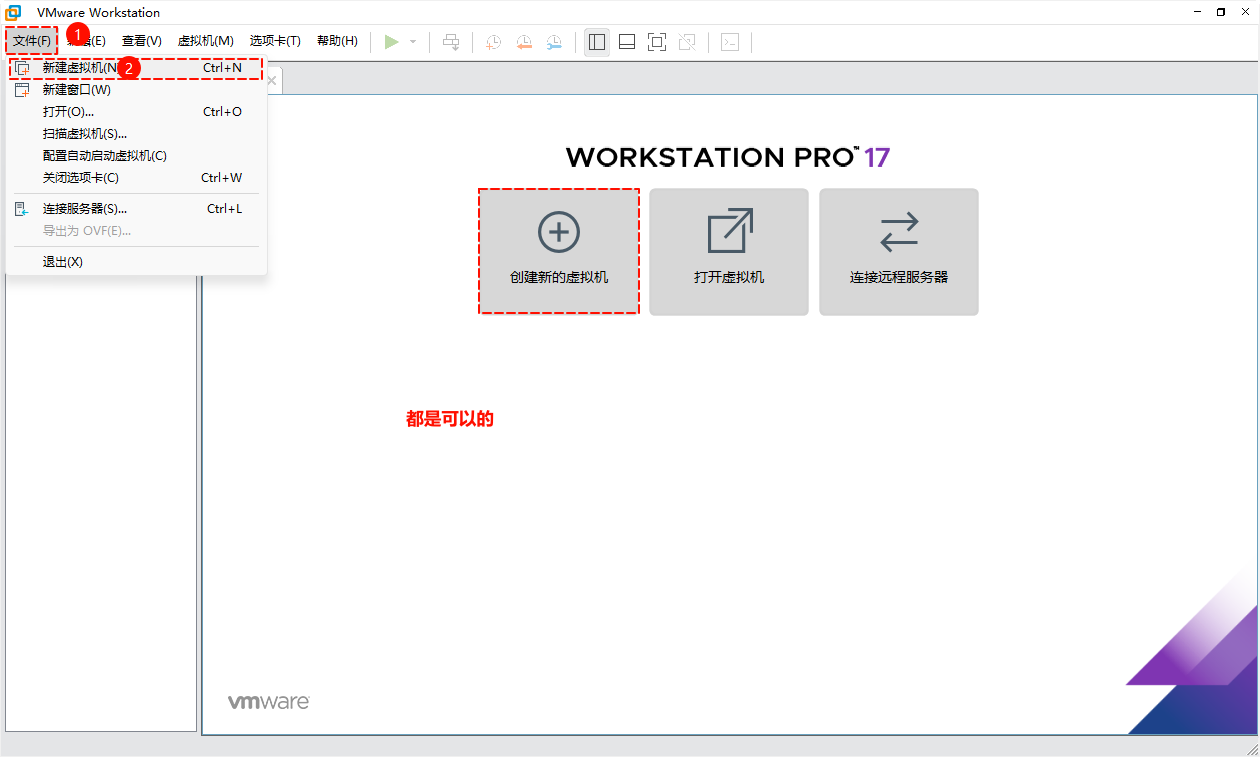 VMware Workstation
文件(F) 1 (E) 查看(V) 虚拟机(M) 选项卡(T) 帮助(H)
新建虚拟机(N 2 Ctrl+N
新建窗口(W)
打开(O)... Ctrl+O
扫描虚拟机(S)...
配置自动启动虚拟机(C)
关闭选项卡(C) Ctrl+W
连接服务器(S)... Ctrl+L
导出为 OVF(E)...
退出(X)
WORKSTATION PRO™ 17
创建新的虚拟机 打开虚拟机 连接远程服务器
都是可以的
vmware